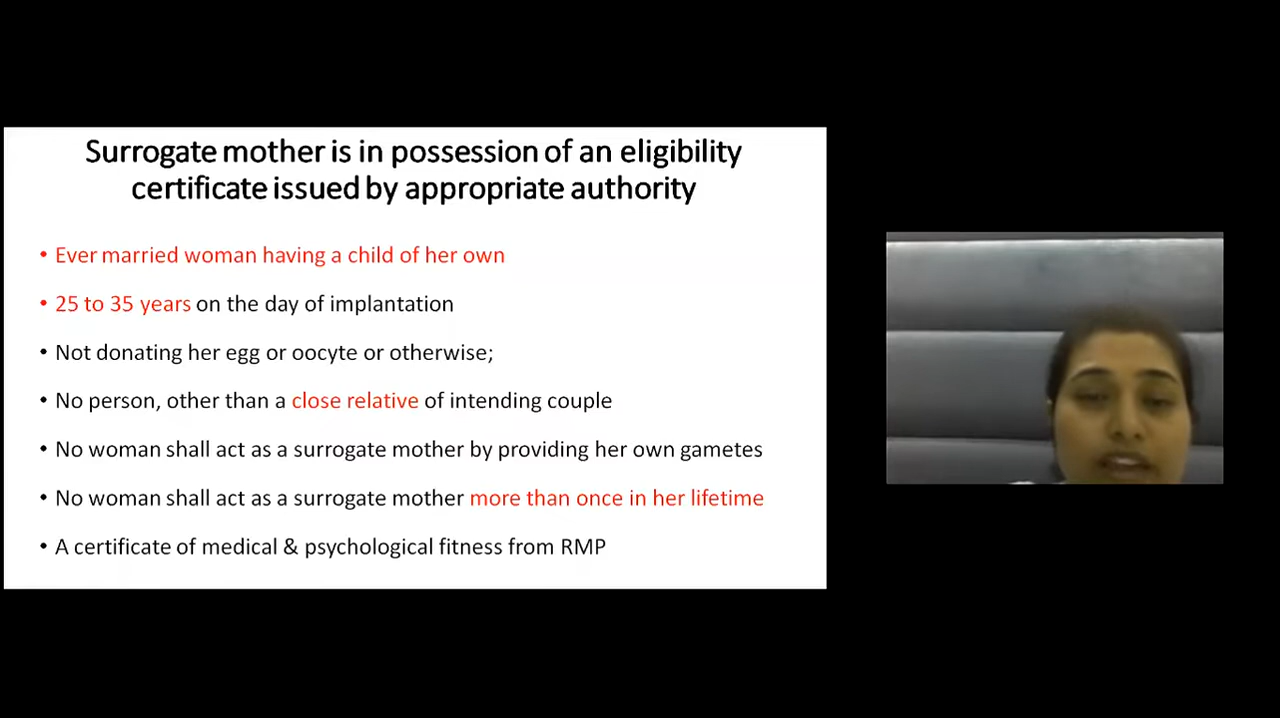 Surrogate mother is in possession of an eligibility
certificate issued by appropriate authority
• Ever married woman having a child of her own
• 25 to 35 years on the day of implantation
• Not donating her egg or oocyte or otherwise;
• No person, other than a close relative of intending couple
• No woman shall act as a surrogate mother by providing her own gametes
• No woman shall act as a surrogate mother more than once in her lifetime
• A certificate of medical & psychological fitness from RMP